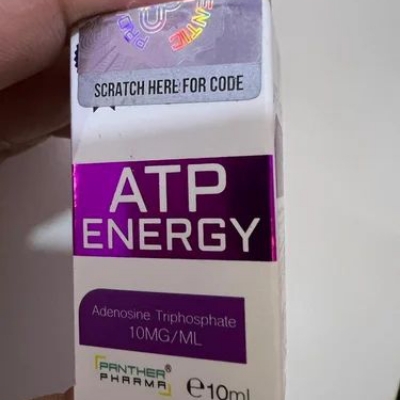 SCRATCH HERE FOR CODE
ATP
ENERGY
Adenosine Triphosphate
10MG/ML
PANTHER®
PHARMA
℮10ml